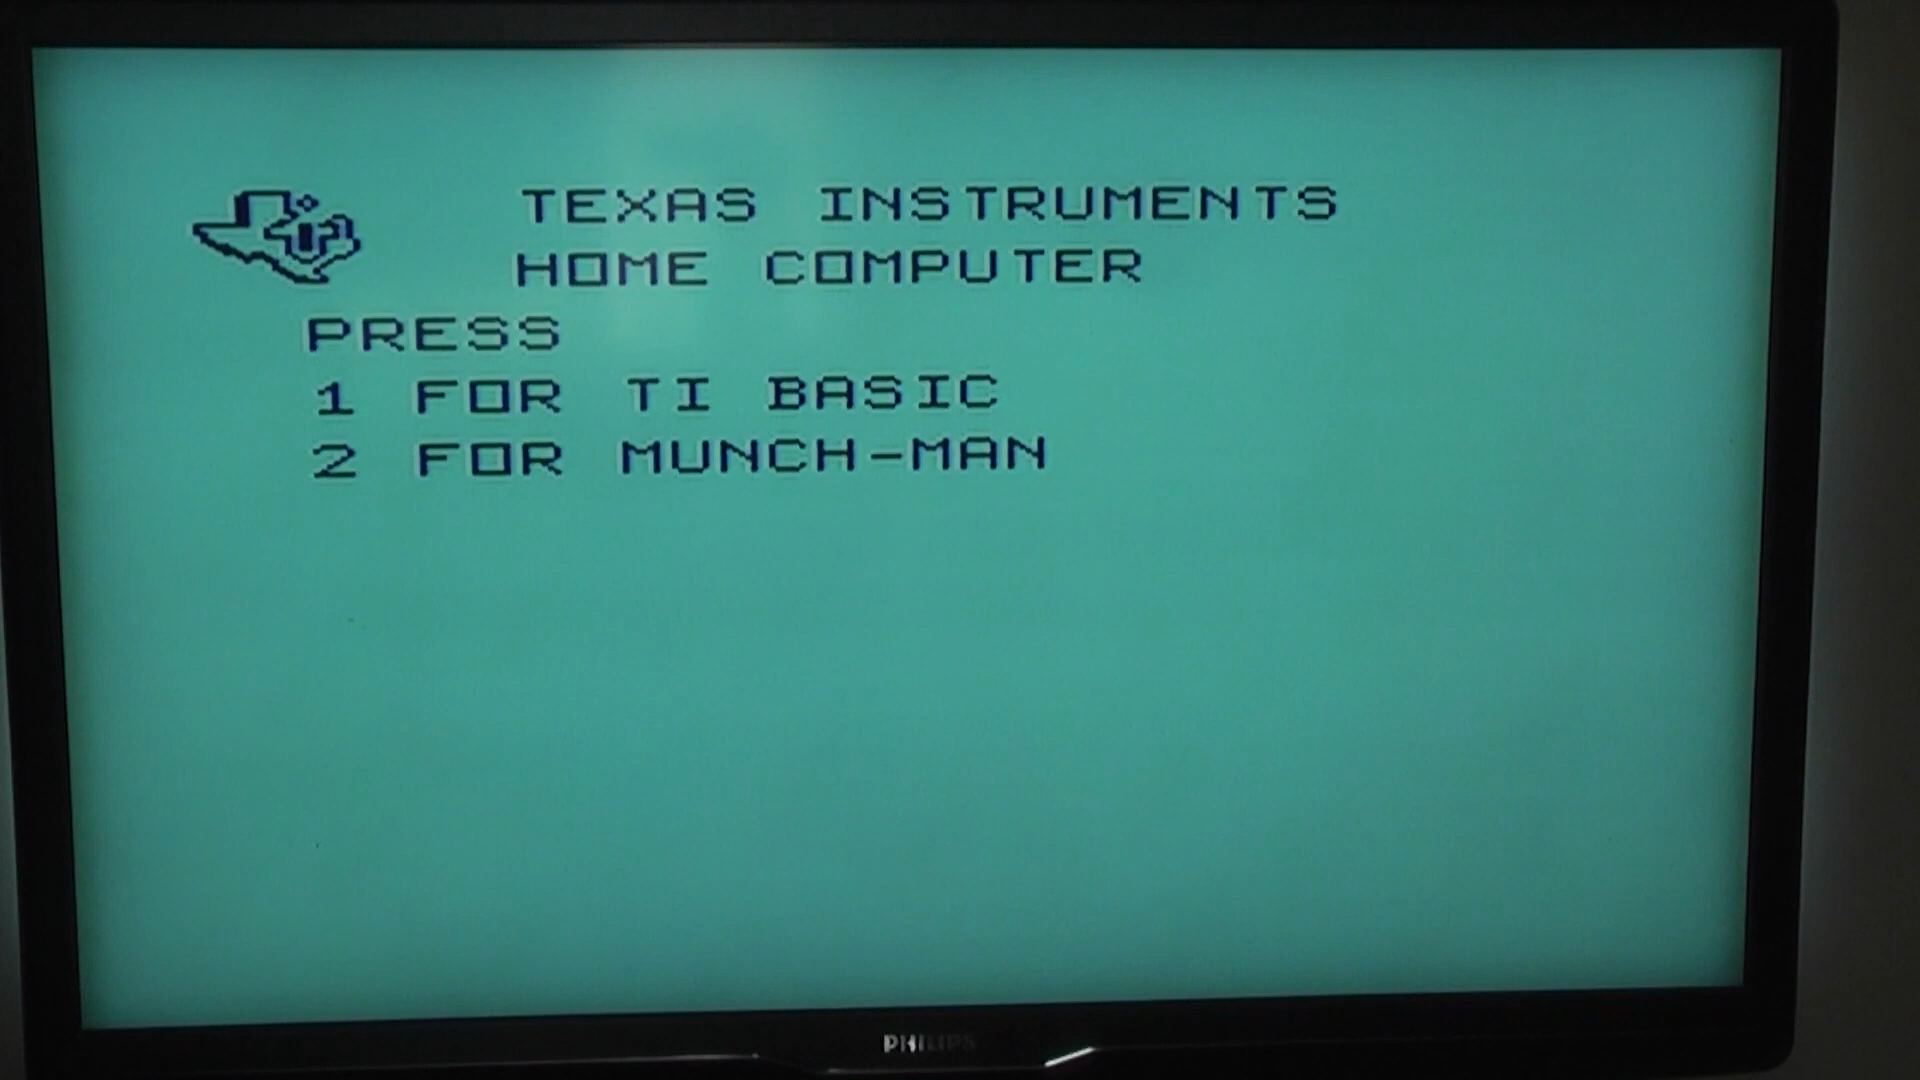 TEXAS INSTRUMENTS
HOME COMPUTER
PRESS
1 FOR TI BASIC
2 FOR MUNCH-MAN
PHILIPS